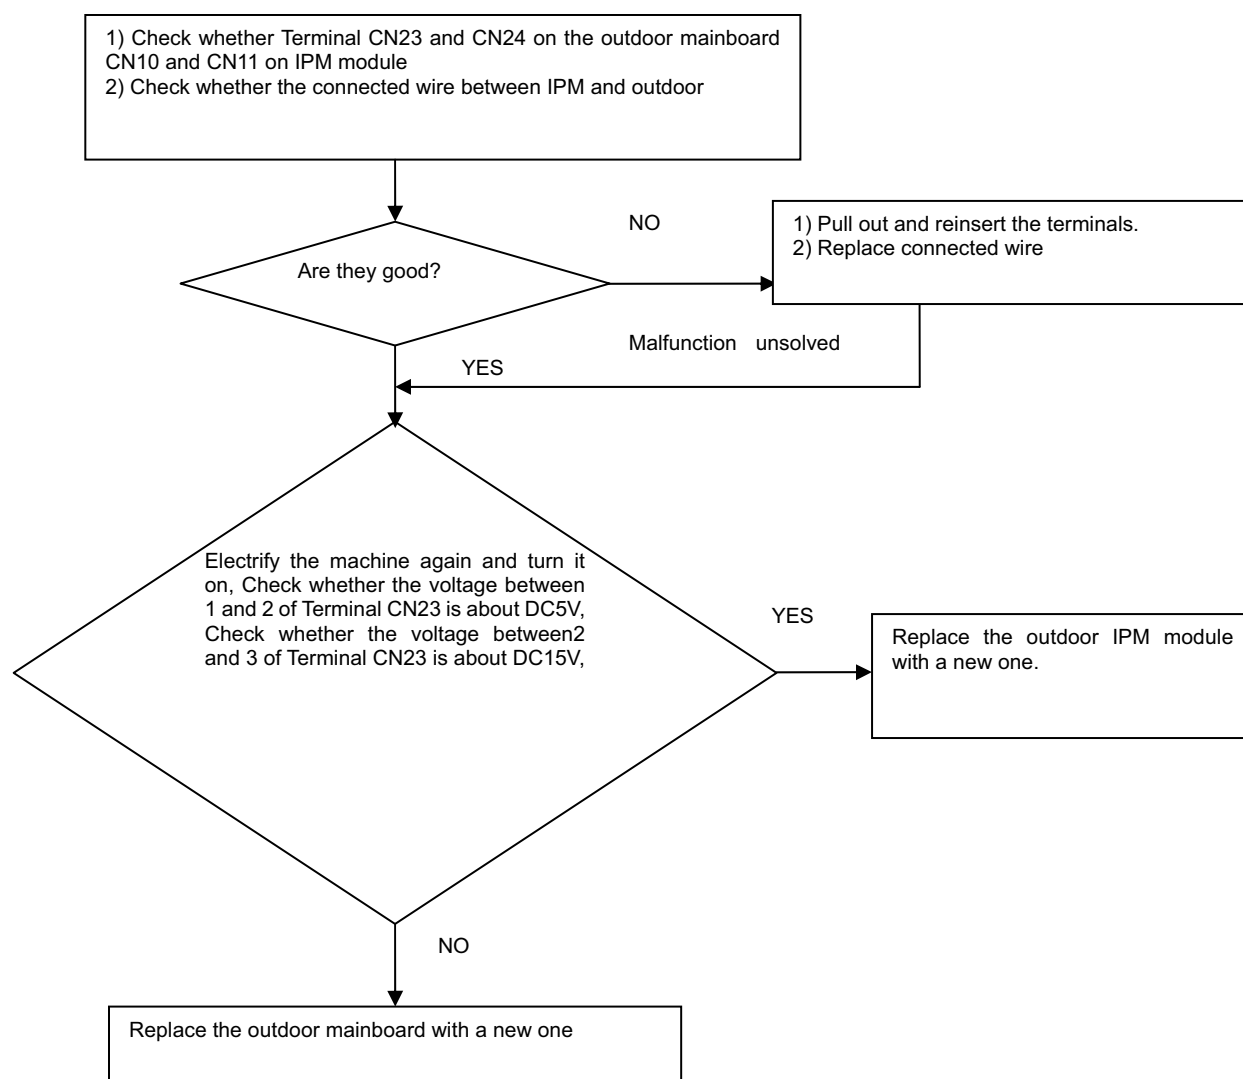 1) Check whether Terminal CN23 and CN24 on the outdoor mainboard
CN10 and CN11 on IPM module
2) Check whether the connected wire between IPM and outdoor
NO
1) Pull out and reinsert the terminals.
2) Replace connected wire
Are they good?
Malfunction unsolved
YES
Electrify the machine again and turn it
on, Check whether the voltage between
1 and 2 of Terminal CN23 is about DC5V,
Check whether the voltage between2
and 3 of Terminal CN23 is about DC15V,
YES
Replace the outdoor IPM module
with a new one.
NO
Replace the outdoor mainboard with a new one